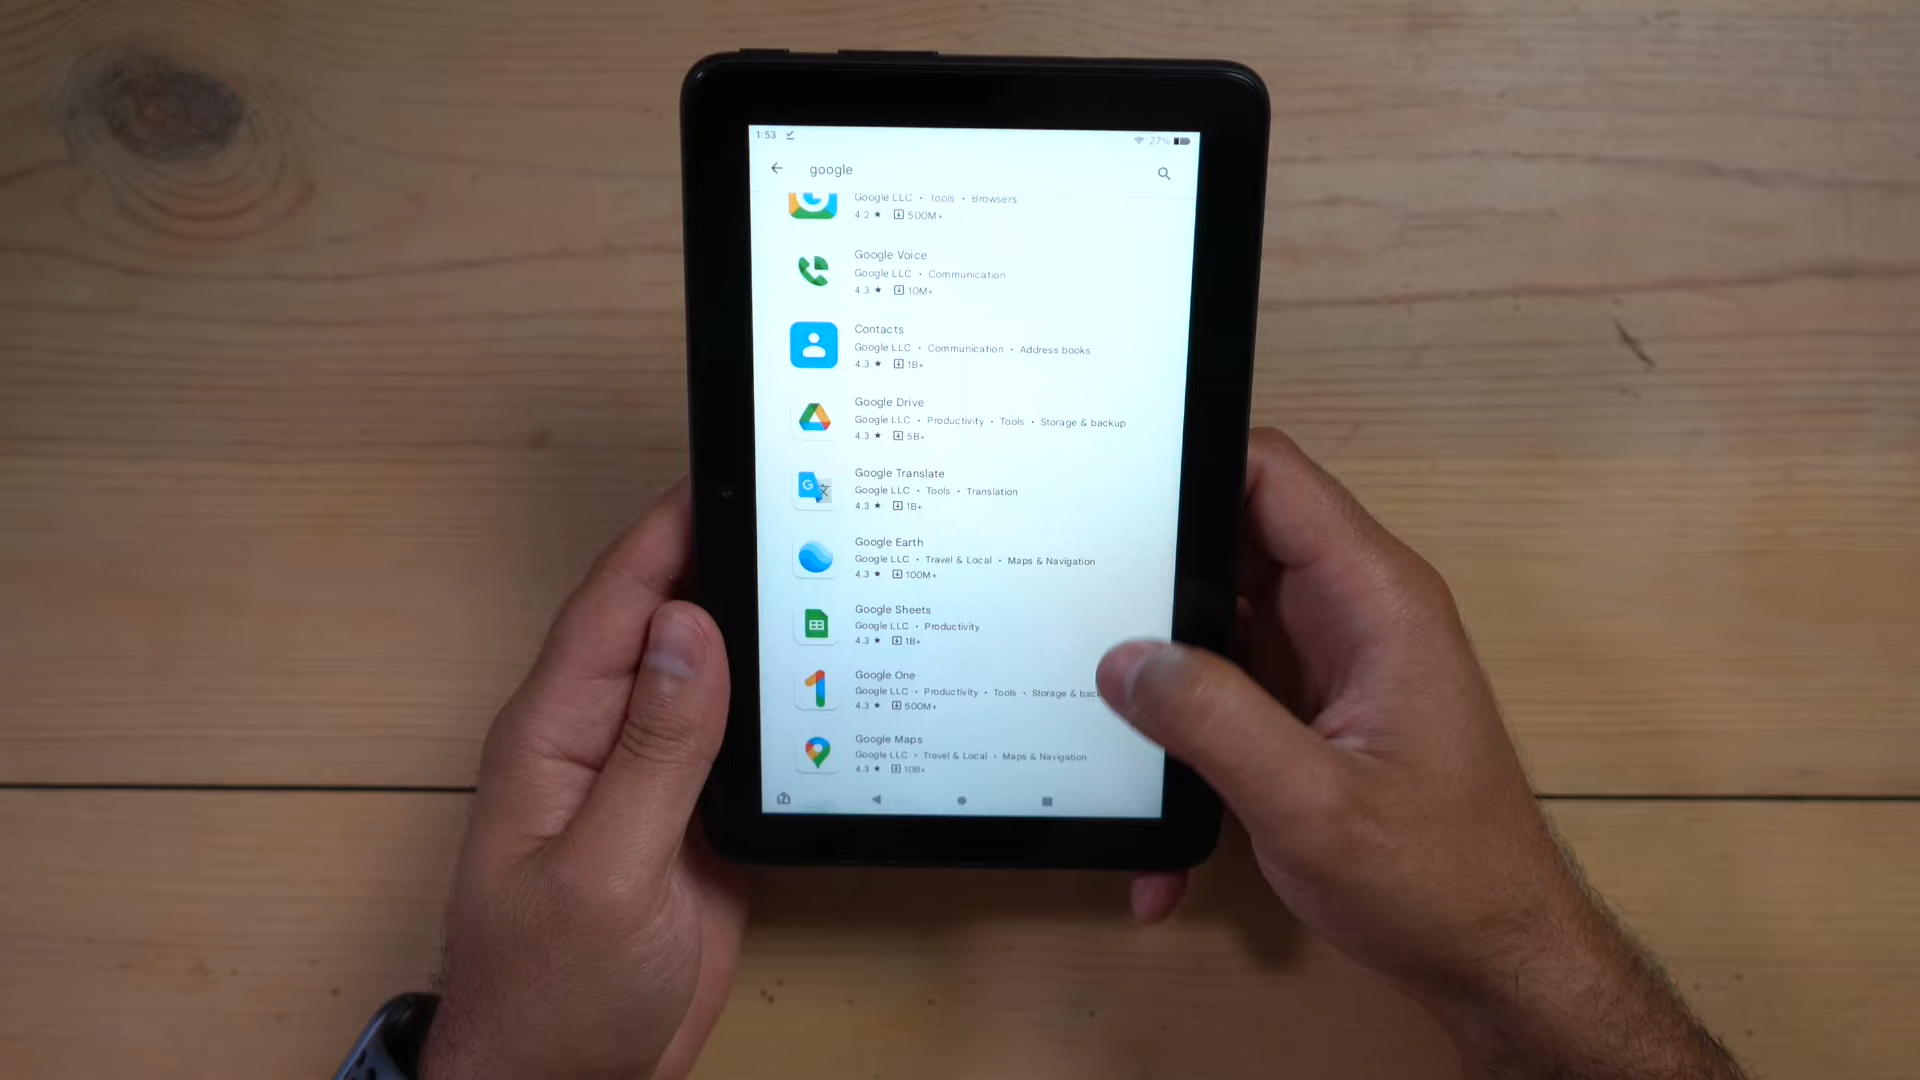 1:53 27%
google
Google LLC • Tools • Browsers
4.2 ★ 500M+
Google Voice
Google LLC • Communication
4.3 ★ 10M+
Contacts
Google LLC • Communication • Address books
4.3 ★ 1B+
Google Drive
Google LLC • Productivity • Tools • Storage & backup
4.3 ★ 5B+
Google Translate
Google LLC • Tools • Translation
4.3 ★ 1B+
Google Earth
Google LLC • Travel & Local • Maps & Navigation
4.3 ★ 100M+
Google Sheets
Google LLC • Productivity
4.3 ★ 1B+
Google One
Google LLC • Productivity • Tools • Storage &
4.3 ★ 500M+
Google Maps
Google LLC • Travel & Local • Maps & Navigation
4.3 ★ 10B+